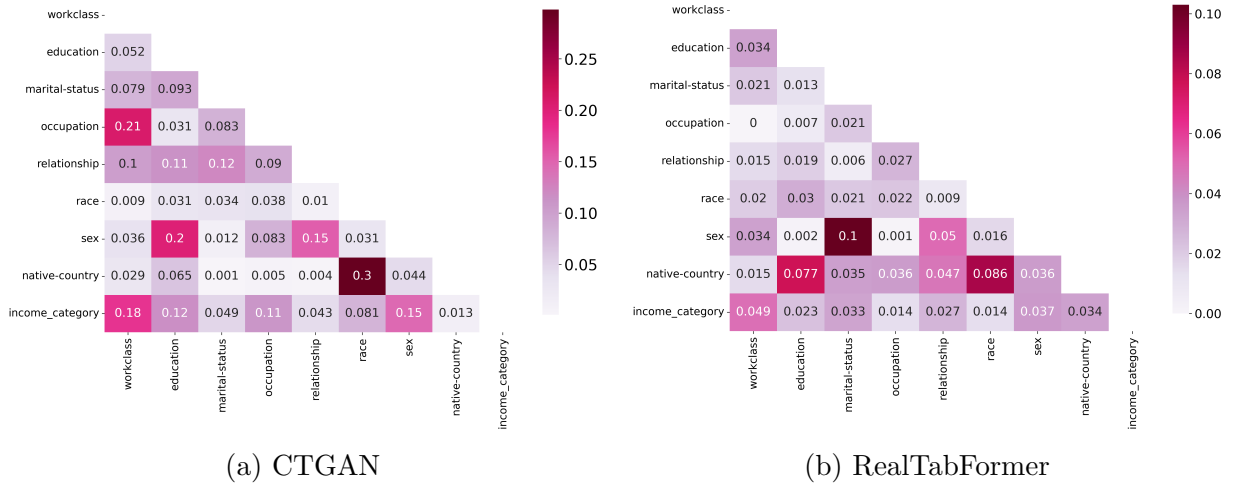 workclass
education 0.052
marital-status 0.079 0.093
occupation 0.21 0.031 0.083
relationship 0.1 0.11 0.12 0.09
race 0.009 0.031 0.034 0.038 0.01
sex 0.036 0.2 0.012 0.083 0.15 0.031
native-country 0.029 0.065 0.001 0.005 0.004 0.3 0.044
income_category 0.18 0.12 0.049 0.11 0.043 0.081 0.15 0.013
workclass education marital-status occupation relationship race sex native-country income_category
0.25
0.20
0.15
0.10
0.05
(a) CTGAN
workclass
education 0.034
marital-status 0.021 0.013
occupation 0 0.007 0.021
relationship 0.015 0.019 0.006 0.027
race 0.02 0.03 0.021 0.022 0.009
sex 0.034 0.002 0.1 0.001 0.05 0.016
native-country 0.015 0.077 0.035 0.036 0.047 0.086 0.036
income_category 0.049 0.023 0.033 0.014 0.027 0.014 0.037 0.034
workclass education marital-status occupation relationship race sex native-country income_category
0.10
0.08
0.06
0.04
0.02
0.00
(b) RealTabFormer